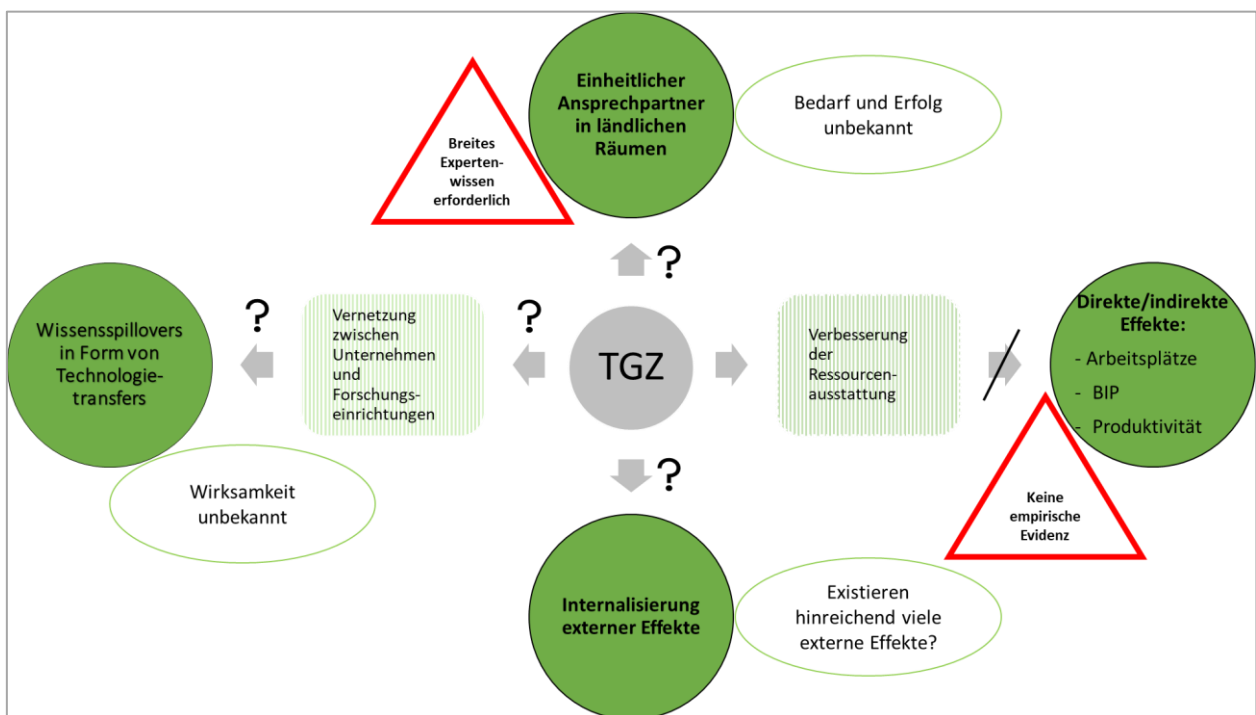 Einheitlicher
Ansprechpartner
in ländlichen
Räumen
Bedarf und Erfolg
unbekannt
Breites
Experten-
wissen
erforderlich
?
Wissensspillovers
in Form von
Technologie-
transfers
?
Vernetzung
zwischen
Unternehmen
und
Forschungs-
einrichtungen
?
TGZ
Verbesserung
der
Ressourcen-
ausstattung
Direkte/indirekte
Effekte:
- Arbeitsplätze
- BIP
- Produktivität
Wirksamkeit
unbekannt
?
Keine
empirische
Evidenz
Internalisierung
externer Effekte
Existieren
hinreichend viele
externe Effekte?